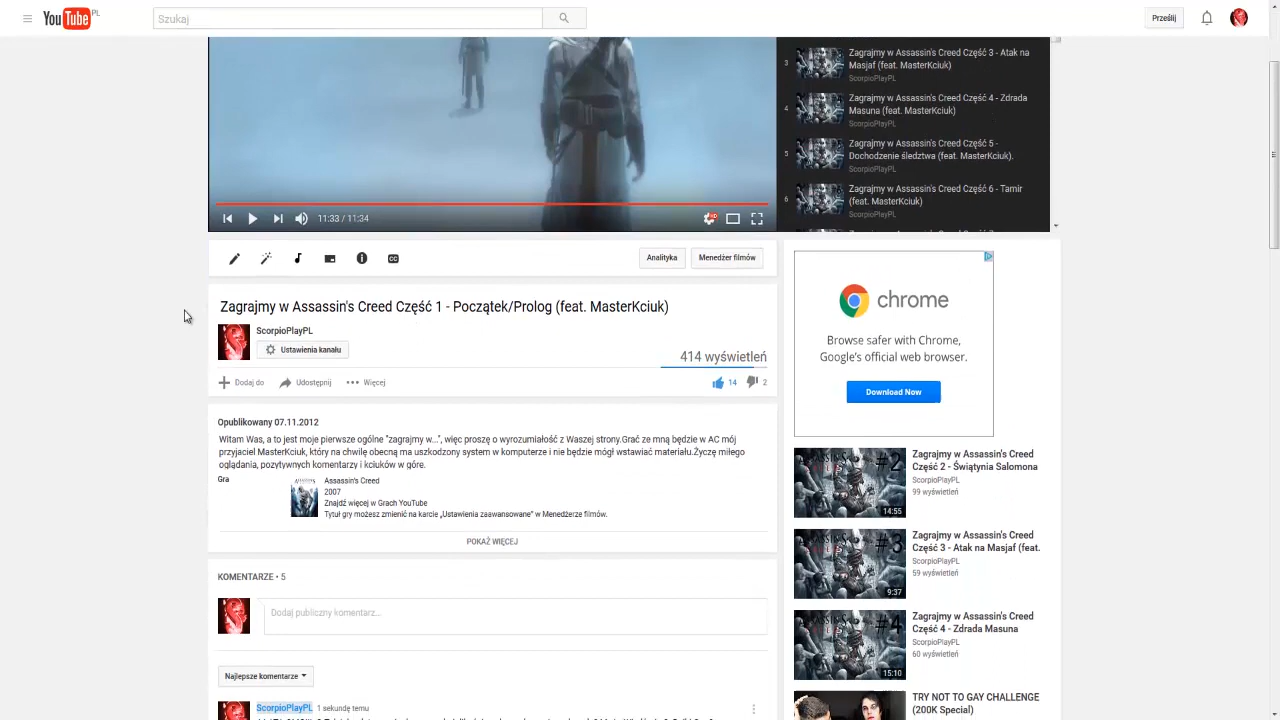 YouTube PL
Szukaj
Prześlij
Zagrajmy w Assassin's Creed Część 3 - Atak na
Masjaf (feat. MasterKciuk)
ScorpioPlayPL
Zagrajmy w Assassin's Creed Część 4 - Zdrada
Masuna (feat. MasterKciuk)
ScorpioPlayPL
Zagrajmy w Assassin's Creed Część 5 -
Dochodzenie śledztwa (feat. MasterKciuk).
ScorpioPlayPL
Zagrajmy w Assassin's Creed Część 6 - Tamir
(feat. MasterKciuk)
ScorpioPlayPL
3
4
5
6
11:33 / 11:34
HD
CC
Analityka
Menedżer filmów
Zagrajmy w Assassin's Creed Część 1 - Początek/Prolog (feat. MasterKciuk)
ScorpioPlayPL
Ustawienia kanału
414 wyświetleń
Dodaj do
Udostępnij
Więcej
14
2
Opublikowany 07.11.2012
Witam Was, a to jest moje pierwsze ogólne "zagrajmy w...", więc proszę o wyrozumiałość z Waszej strony.Grać ze mną będzie w AC mój
przyjaciel MasterKciuk, który na chwilę obecną ma uszkodzony system w komputerze i nie będzie mógł wstawiać materiału.Życzę miłego
oglądania, pozytywnych komentarzy i kciuków w góre.
Gra
Assassin's Creed
2007
Znajdź więcej w Grach YouTube
Tytuł gry możesz zmienić na karcie „Ustawienia zaawansowane" w Menedżerze filmów.
POKAŻ WIĘCEJ
KOMENTARZE • 5
Dodaj publiczny komentarz...
Najlepsze komentarze
ScorpioPlayPL 1 sekundę temu
chrome
Browse safer with Chrome,
Google's official web browser.
Download Now
#2
14:55
Zagrajmy w Assassin's Creed
Część 2 - Świątynia Salomona
ScorpioPlayPL
99 wyświetleń
#3
9:37
Zagrajmy w Assassin's Creed
Część 3 - Atak na Masjaf (feat.
ScorpioPlayPL
59 wyświetleń
#4
15:10
Zagrajmy w Assassin's Creed
Część 4 - Zdrada Masuna
ScorpioPlayPL
60 wyświetleń
TRY NOT TO GAY CHALLENGE
(200K Special)